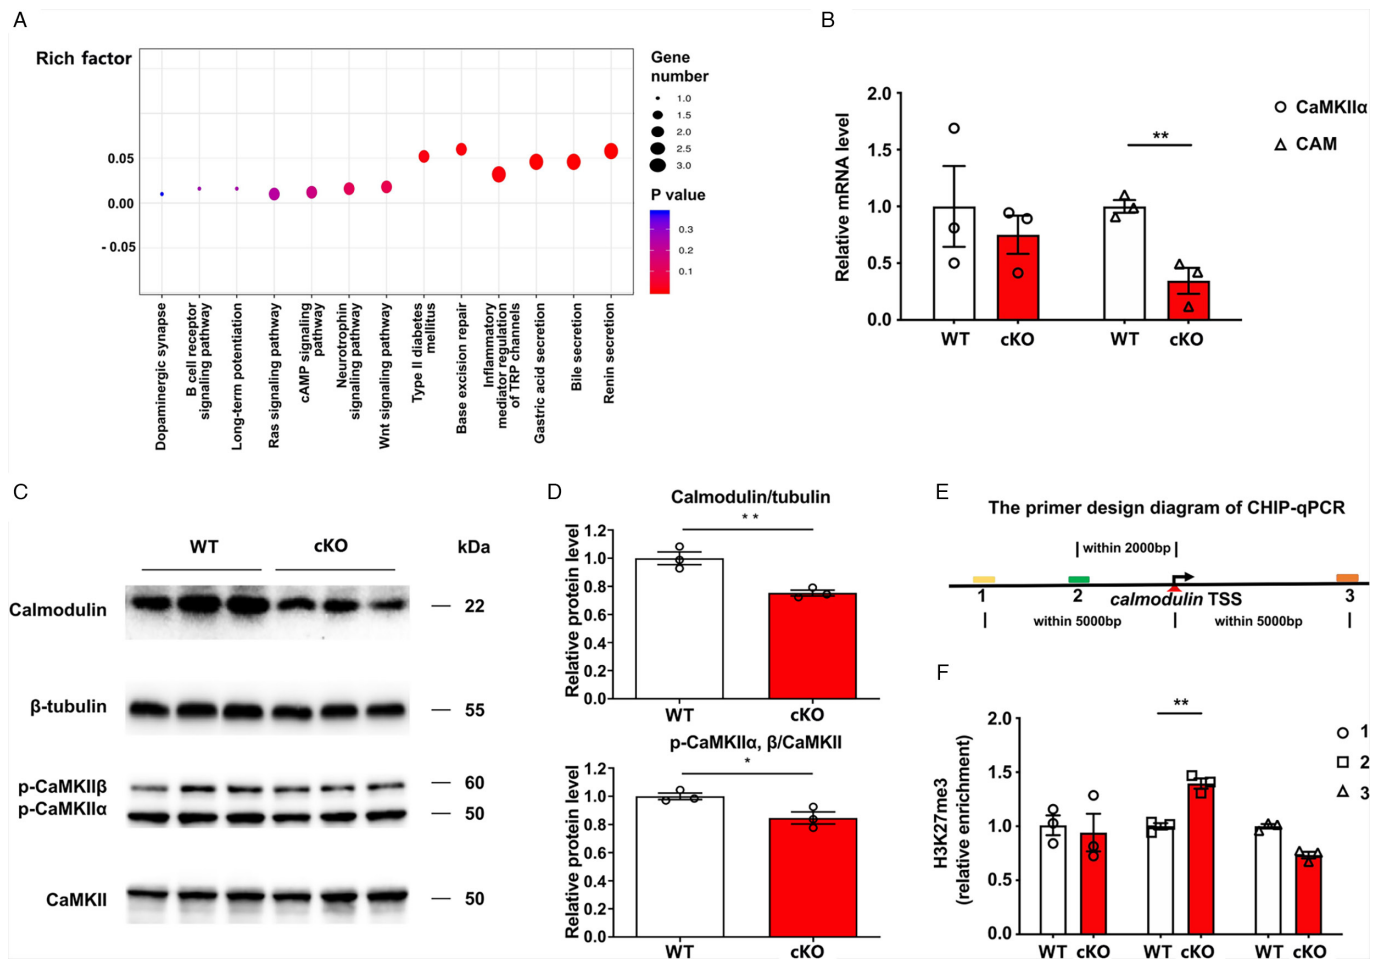 A
Rich factor
0.05
0.00
- 0.05
Dopaminergic synapse
B cell receptor
signaling pathway
Long-term potentiation
Ras signaling pathway
cAMP signaling
pathway
Neurotrophin
signaling pathway
Wnt signaling pathway
Type II diabetes
mellitus
Base excision repair
Inflammatory
mediator regulation
of TRP channels
Gastric acid secretion
Bile secretion
Renin secretion
Gene
number
1.0
1.5
2.0
2.5
3.0
P value
0.3
0.2
0.1
B
Relative mRNA level
2.0
1.5
1.0
0.5
0.0
**
WT
cKO
WT
cKO
CaMKIIα
CAM
C
WT
cKO
kDa
Calmodulin
22
β-tubulin
55
p-CaMKIIβ
60
p-CaMKIIα
50
CaMKII
50
D
Calmodulin/tubulin
Relative protein level
1.2
1.0
0.8
0.6
0.4
0.2
0.0
* *
WT
cKO
p-CaMKIIα, β/CaMKII
Relative protein level
1.2
1.0
0.8
0.6
0.4
0.2
0.0
*
WT
cKO
E
The primer design diagram of CHIP-qPCR
within 2000bp
1
2
calmodulin TSS
3
within 5000bp
within 5000bp
F
H3K27me3
(relative enrichment)
2.0
1.5
1.0
0.5
0.0
**
WT
cKO
WT
cKO
WT
cKO
1
2
3